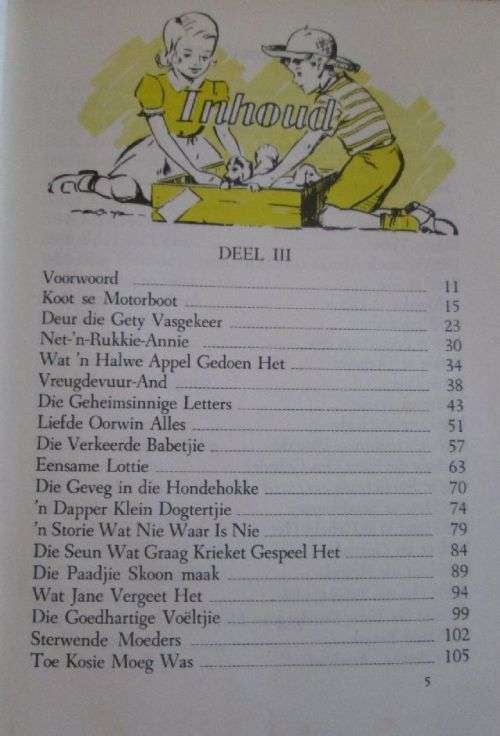 Inhoud
DEEL III
Voorwoord 11
Koot se Motorboot 15
Deur die Gety Vasgekeer 23
Net-'n-Rukkie-Annie 30
Wat 'n Halwe Appel Gedoen Het 34
Vreugdevuur-And 38
Die Geheimsinnige Letters 43
Liefde Oorwin Alles 51
Die Verkeerde Babetjie 57
Eensame Lottie 63
Die Geveg in die Hondehokke 70
'n Dapper Klein Dogtertjie 74
'n Storie Wat Nie Waar Is Nie 79
Die Seun Wat Graag Krieket Gespeel Het 84
Die Paadjie Skoon maak 89
Wat Jane Vergeet Het 94
Die Goedhartige Voëltjie 99
Sterwende Moeders 102
Toe Kosie Moeg Was 105
5